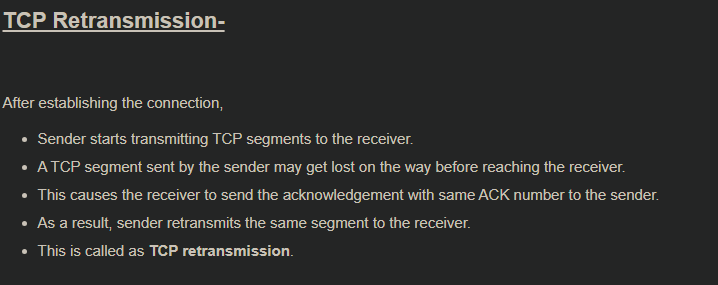 TCP Retransmission-
After establishing the connection,
• Sender starts transmitting TCP segments to the receiver.
• A TCP segment sent by the sender may get lost on the way before reaching the receiver.
• This causes the receiver to send the acknowledgement with same ACK number to the sender.
• As a result, sender retransmits the same segment to the receiver.
• This is called as TCP retransmission.